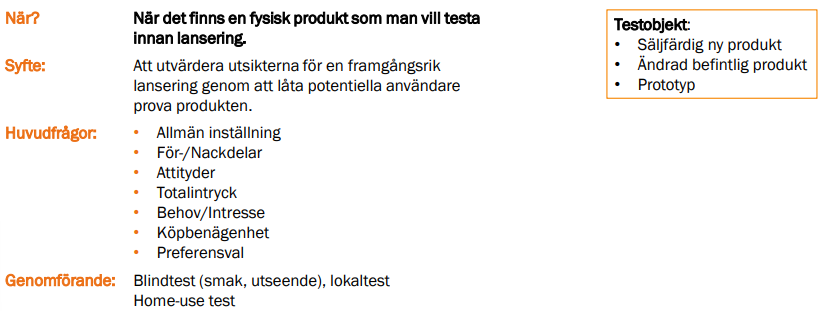 När?
När det finns en fysisk produkt som man vill testa
innan lansering.
Syfte:
Att utvärdera utsikterna för en framgångsrik
lansering genom att låta potentiella användare
prova produkten.
Huvudfrågor:
• Allmän inställning
• För-/Nackdelar
• Attityder
• Totalintryck
• Behov/Intresse
• Köpbenägenhet
• Preferensval
Genomförande:
Blindtest (smak, utseende), lokaltest
Home-use test
Testobjekt:
• Säljfärdig ny produkt
• Ändrad befintlig produkt
• Prototyp